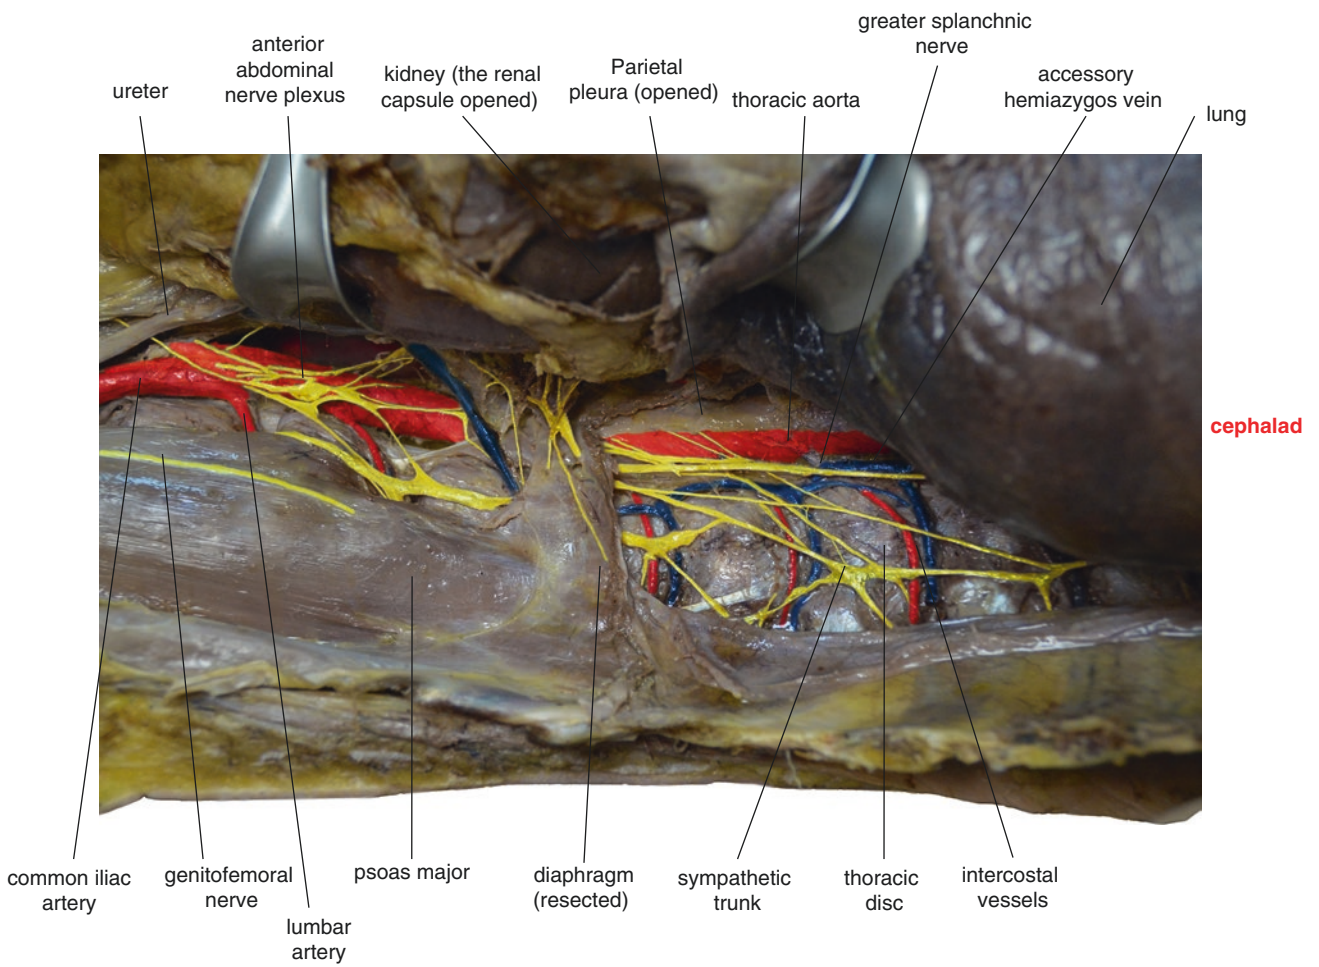 greater splanchnic
nerve
anterior
abdominal
nerve plexus
ureter
kidney (the renal
capsule opened)
Parietal
pleura (opened)
thoracic aorta
accessory
hemiazygos vein
lung
cephalad
common iliac
artery
genitofemoral
nerve
lumbar
artery
psoas major
diaphragm
(resected)
sympathetic
trunk
thoracic
disc
intercostal
vessels